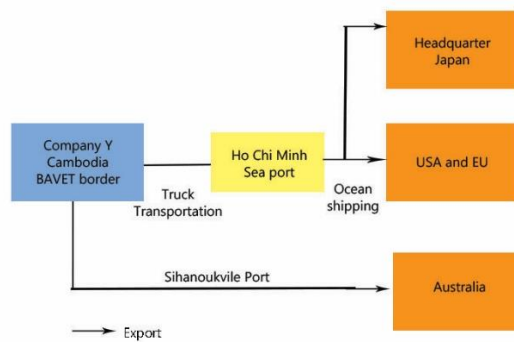 Headquarter
Japan
Company Y
Cambodia
BAVET border
Ho Chi Minh
Sea port
USA and EU
Truck
Transportation
Ocean
shipping
Sihanoukvile Port
Australia
Export